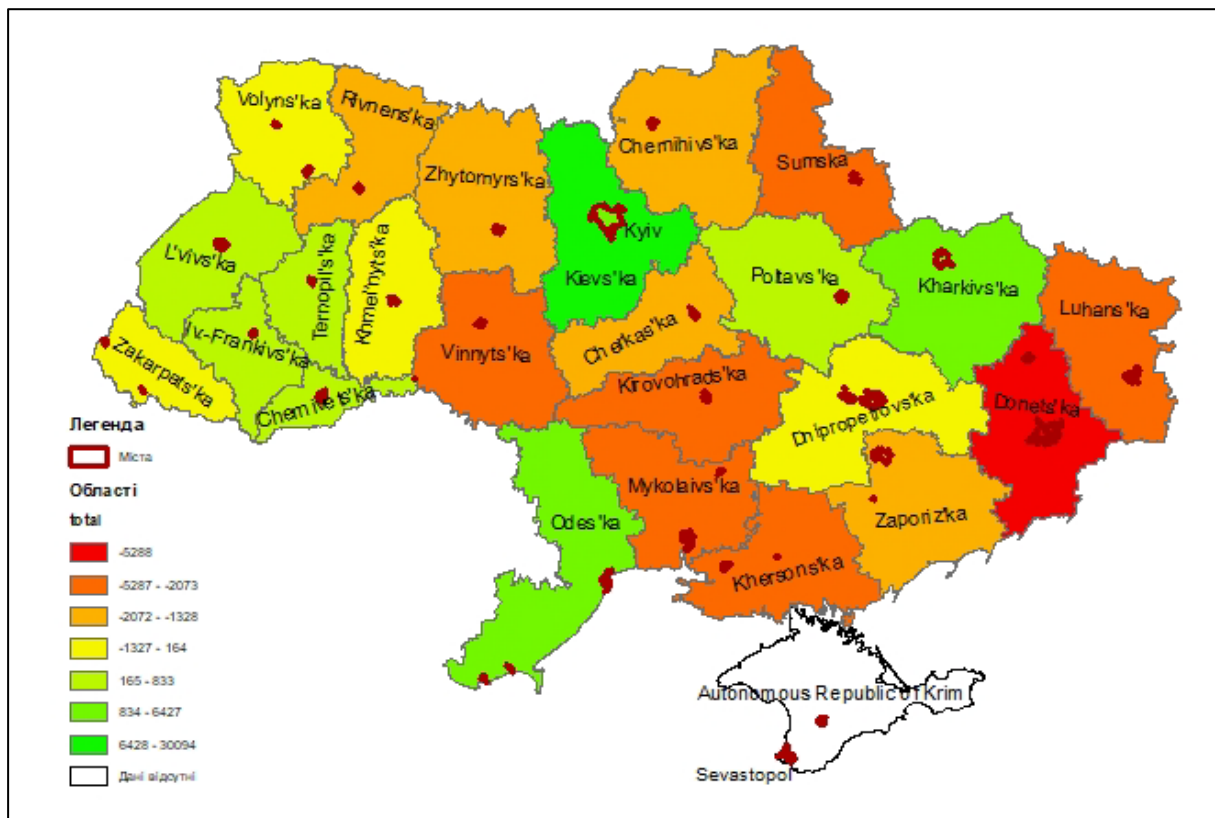 Volyns'ka
Rivnens'ka
Zhytomyrs'ka
Chernihivs'ka
Sumska
Kyiv
L'vivs'ka
Ternopil's'ka
Khmel'nyts'ka
Kievs'ka
Poltavs'ka
Kharkivs'ka
Luhans'ka
Iv.-Frankivs'ka
Zakarpats'ka
Vinnyts'ka
Cherkas'ka
Kirovohrads'ka
Chernivets'ka
Dnipropetrovs'ka
Donets'ka
Mykolaivs'ka
Odes'ka
Zaporiz'ka
Khersons'ka
Autonomous Republic of Krim
Sevastopol
Легенда
Міста
Області
total
-5288
-5287 - -2073
-2072 - -1328
-1327 - 164
165 - 833
834 - 6427
6428 - 30094
Дані відсутні